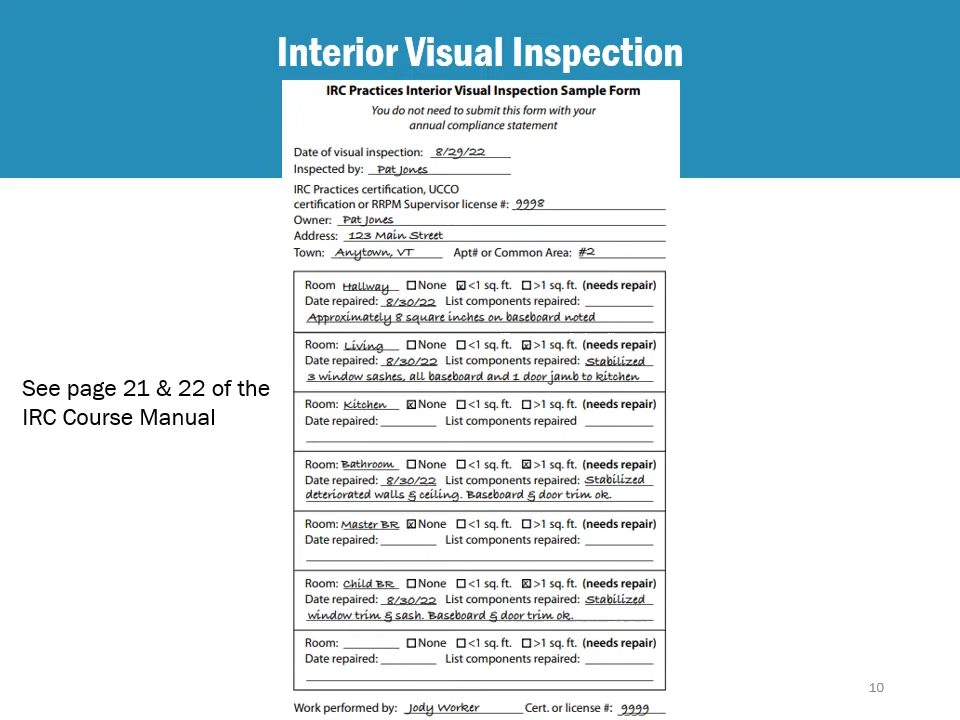 Interior Visual Inspection
IRC Practices Interior Visual Inspection Sample Form
You do not need to submit this form with your
annual compliance statement
Date of visual inspection: 8/29/22
Inspected by: Pat Jones
IRC Practices certification, UCCO
certification or RRPM Supervisor license #: 9998
Owner: Pat Jones
Address: 123 Main Street
Town: Anytown, VT Apt# or Common Area: #2
Room Hallway ☐ None ☒ <1 sq. ft. ☐ >1 sq. ft. (needs repair)
Date repaired: 8/30/22 List components repaired:
Approximately 8 square inches on baseboard noted
Room: Living ☐ None ☐ <1 sq. ft. ☒ >1 sq. ft. (needs repair)
Date repaired: 8/30/22 List components repaired: Stabilized
3 window sashes, all baseboard and 1 door jamb to kitchen
Room: Kitchen ☒ None ☐ <1 sq. ft. ☐ >1 sq. ft. (needs repair)
Date repaired: List components repaired
Room: Bathroom ☐ None ☐ <1 sq. ft. ☒ >1 sq. ft. (needs repair)
Date repaired: 8/30/22 List components repaired: Stabilized
deteriorated walls & ceiling. Baseboard & door trim ok.
Room: Master BR ☒ None ☐ <1 sq. ft. ☐ >1 sq. ft. (needs repair)
Date repaired: List components repaired:
Room: Child BR ☐ None ☐ <1 sq. ft. ☒ >1 sq. ft. (needs repair)
Date repaired: 8/30/22 List components repaired: Stabilized
window trim & sash. Baseboard & door trim ok.
Room: ☐ None ☐ <1 sq. ft. ☐ >1 sq. ft. (needs repair)
Date repaired: List components repaired:
Work performed by: Jody Worker Cert. or license #: 9999
See page 21 & 22 of the
IRC Course Manual
10